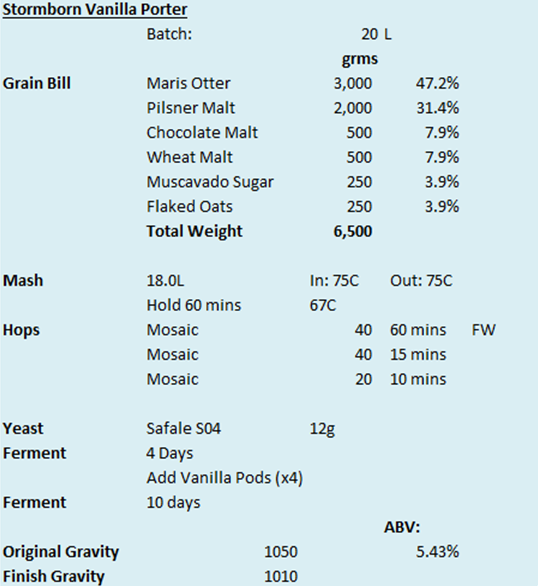 Stormborn Vanilla Porter
Batch: 20 L
grms
Grain Bill Maris Otter 3,000 47.2%
Pilsner Malt 2,000 31.4%
Chocolate Malt 500 7.9%
Wheat Malt 500 7.9%
Muscavado Sugar 250 3.9%
Flaked Oats 250 3.9%
Total Weight 6,500
Mash 18.0L In: 75C Out: 75C
Hold 60 mins 67C
Hops Mosaic 40 60 mins FW
Mosaic 40 15 mins
Mosaic 20 10 mins
Yeast Safale S04 12g
Ferment 4 Days
Add Vanilla Pods (x4)
Ferment 10 days
ABV:
Original Gravity 1050 5.43%
Finish Gravity 1010